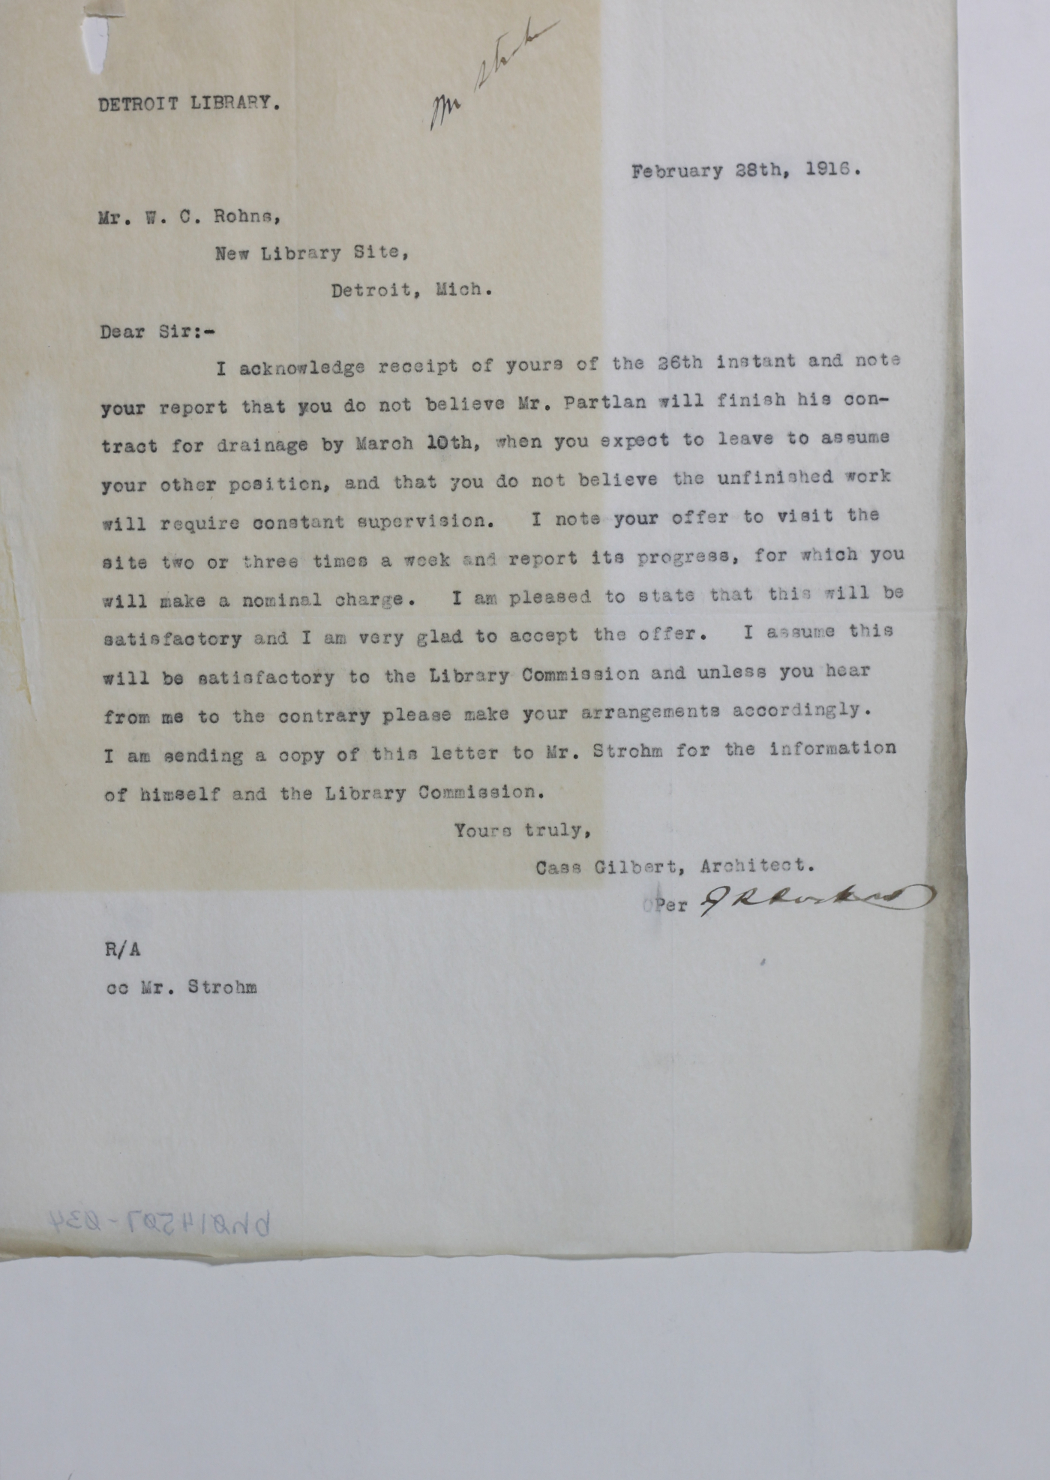 Mr Strohm
DETROIT LIBRARY.
February 28th, 1916.
Mr. W. C. Rohns,
New Library Site,
Detroit, Mich.
Dear Sir:-
I acknowledge receipt of yours of the 26th instant and note
your report that you do not believe Mr. Partlan will finish his con-
tract for drainage by March 10th, when you expect to leave to assume
your other position, and that you do not believe the unfinished work
will require constant supervision. I note your offer to visit the
site two or three times a week and report its progress, for which you
will make a nominal charge. I am pleased to state that this will be
satisfactory and I am very glad to accept the offer. I assume this
will be satisfactory to the Library Commission and unless you hear
from me to the contrary please make your arrangements accordingly.
I am sending a copy of this letter to Mr. Strohm for the information
of himself and the Library Commission.
Yours truly,
Cass Gilbert, Architect.
Per
R/A
cc Mr. Strohm
bh014507-034